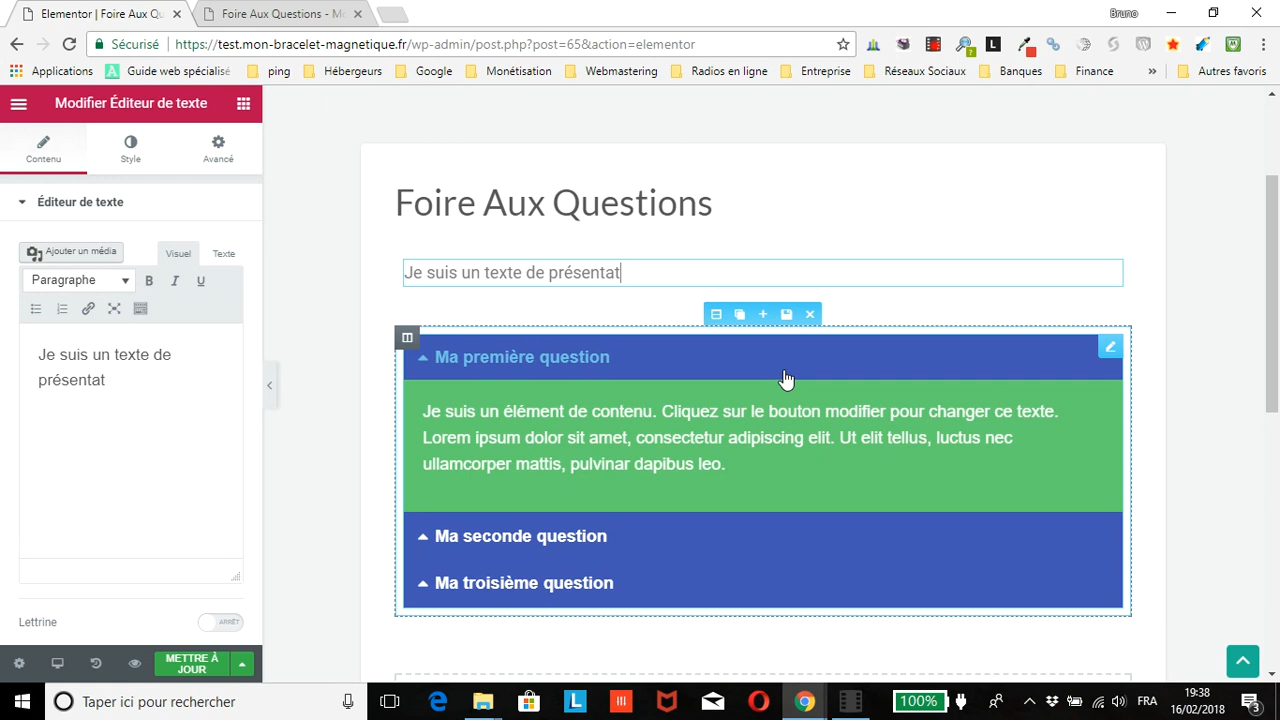 Elementor | Foire Aux Qu
Foire Aux Questions - Mo
Bruno
Sécurisé
https://test.mon-bracelet-magnetique.fr/wp-admin/post.php?post=65&action=elementor
Applications
Guide web spécialisé
ping
Hébergeurs
Google
Monétisation
Webmastering
Radios en ligne
Entreprise
Réseaux Sociaux
Banques
Finance
»
Autres favoris
Modifier Éditeur de texte
Contenu
Style
Avancé
Éditeur de texte
Ajouter un média
Visuel
Texte
Paragraphe
B
I
U
Je suis un texte de
présentat
Lettrine
ARRÊT
METTRE À
JOUR
Foire Aux Questions
Je suis un texte de présentat
Ma première question
Je suis un élément de contenu. Cliquez sur le bouton modifier pour changer ce texte.
Lorem ipsum dolor sit amet, consectetur adipiscing elit. Ut elit tellus, luctus nec
ullamcorper mattis, pulvinar dapibus leo.
Ma seconde question
Ma troisième question
Taper ici pour rechercher
100%
FRA
19:38
16/02/2018
3